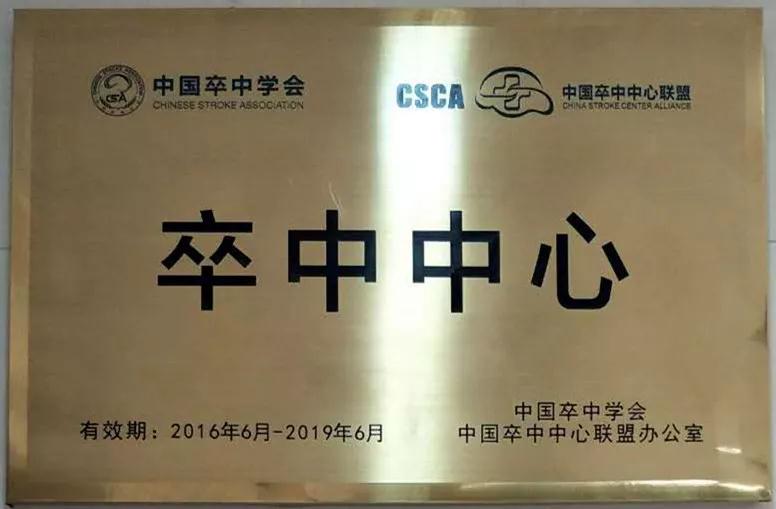 中国卒中学会
CHINESE STROKE ASSOCIATION
CSA
CSCA
中国卒中中心联盟
CHINA STROKE CENTER ALLIANCE
卒中中心
有效期：2016年6月-2019年6月
中国卒中学会
中国卒中中心联盟办公室